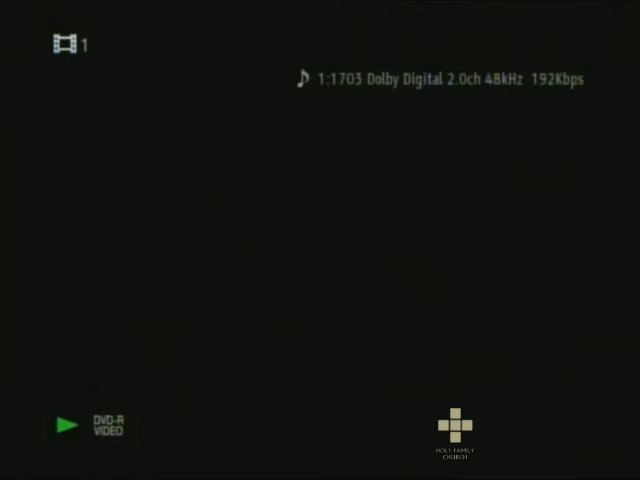 1
1:1703 Dolby Digital 2.0ch 48kHz 192Kbps
DVD-R
VIDEO
HOLY FAMILY
CHURCH